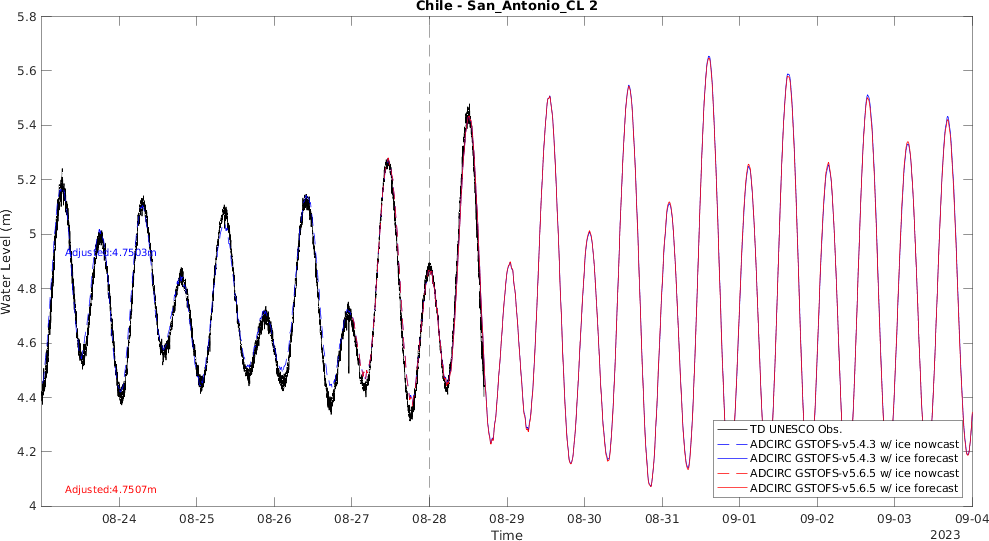 Chile - San_Antonio_CL 2
5.8
5.6
5.4
5.2
5
4.8
4.6
4.4
4.2
4
Water Level (m)
Adjusted:4.7503m
Adjusted:4.7507m
TD UNESCO Obs.
ADCIRC GSTOFS-v5.4.3 w/ ice nowcast
ADCIRC GSTOFS-v5.4.3 w/ ice forecast
ADCIRC GSTOFS-v5.6.5 w/ ice nowcast
ADCIRC GSTOFS-v5.6.5 w/ ice forecast
08-24 08-25 08-26 08-27 08-28 08-29 08-30 08-31 09-01 09-02 09-03 09-04
Time
2023